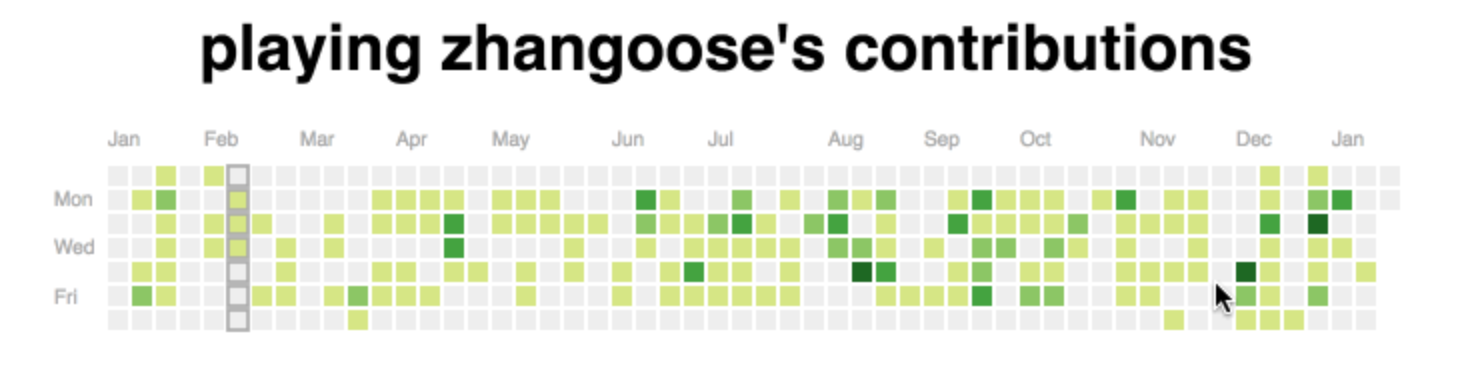 playing zhangoose's contributions
Jan Feb Mar Apr May Jun Jul Aug Sep Oct Nov Dec Jan
Mon
Wed
Fri